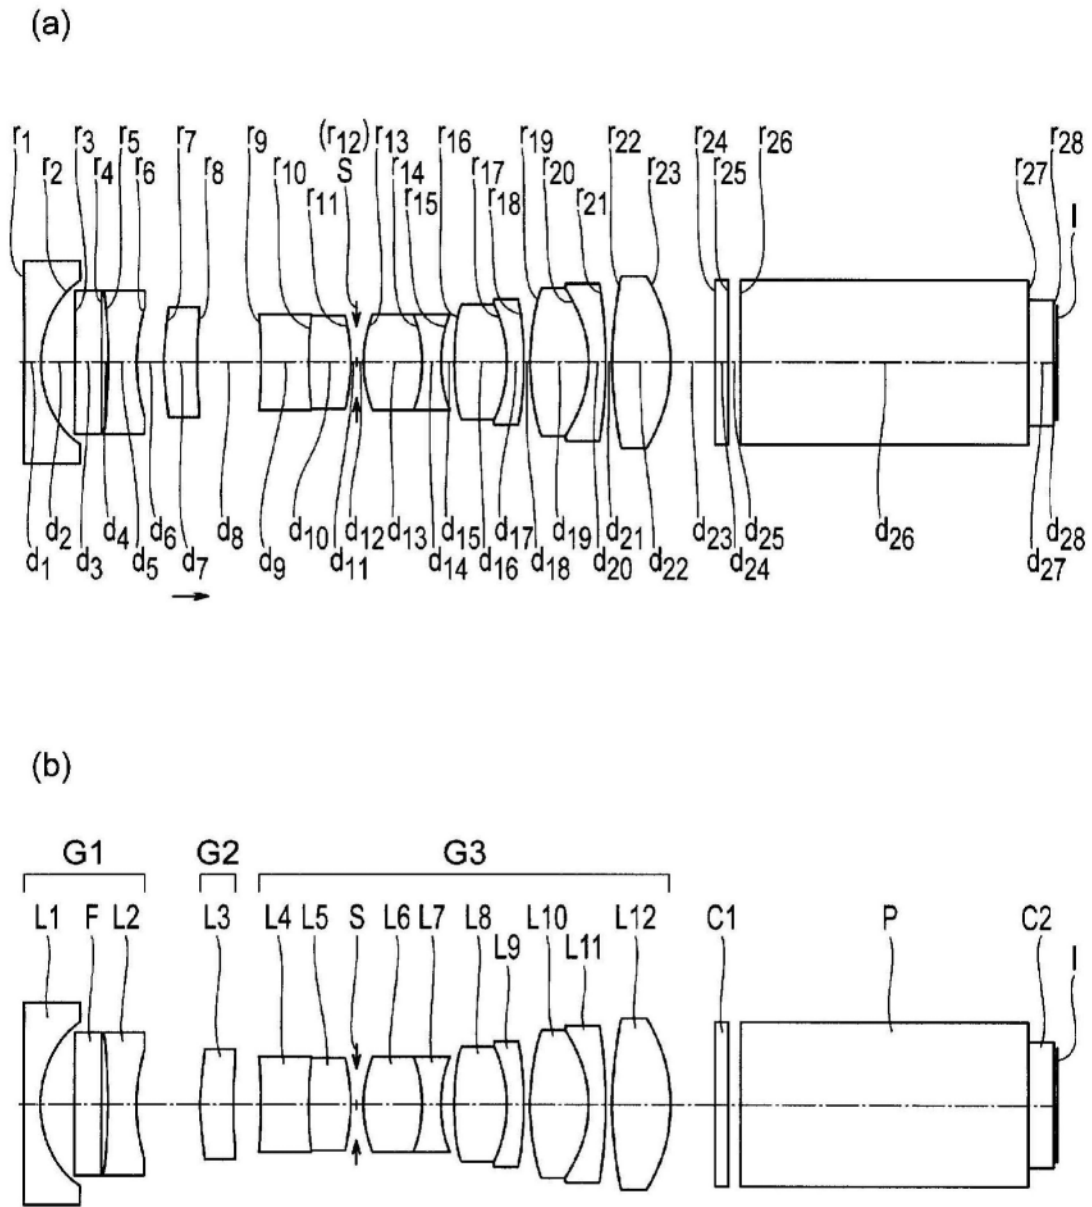 (a)
r1 r3 r5 r7 r9 (r12) r13 r16 r19 r22 r24 r26 r28
r2 r4 r6 r8 r10 S r14 r17 r20 r23 r25 r27
r11 r15 r18 r21 I
d2 d4 d6 d8 d10 d12 d13 d15 d17 d19 d21 d23 d25 d26 d28
d1 d3 d5 d7 d9 d11 d14 d16 d18 d20 d22 d24 d27
(b)
G1 G2 G3
L1 F L2 L3 L4 L5 S L6 L7 L8 L10 L12 C1 P C2
L9 L11 I